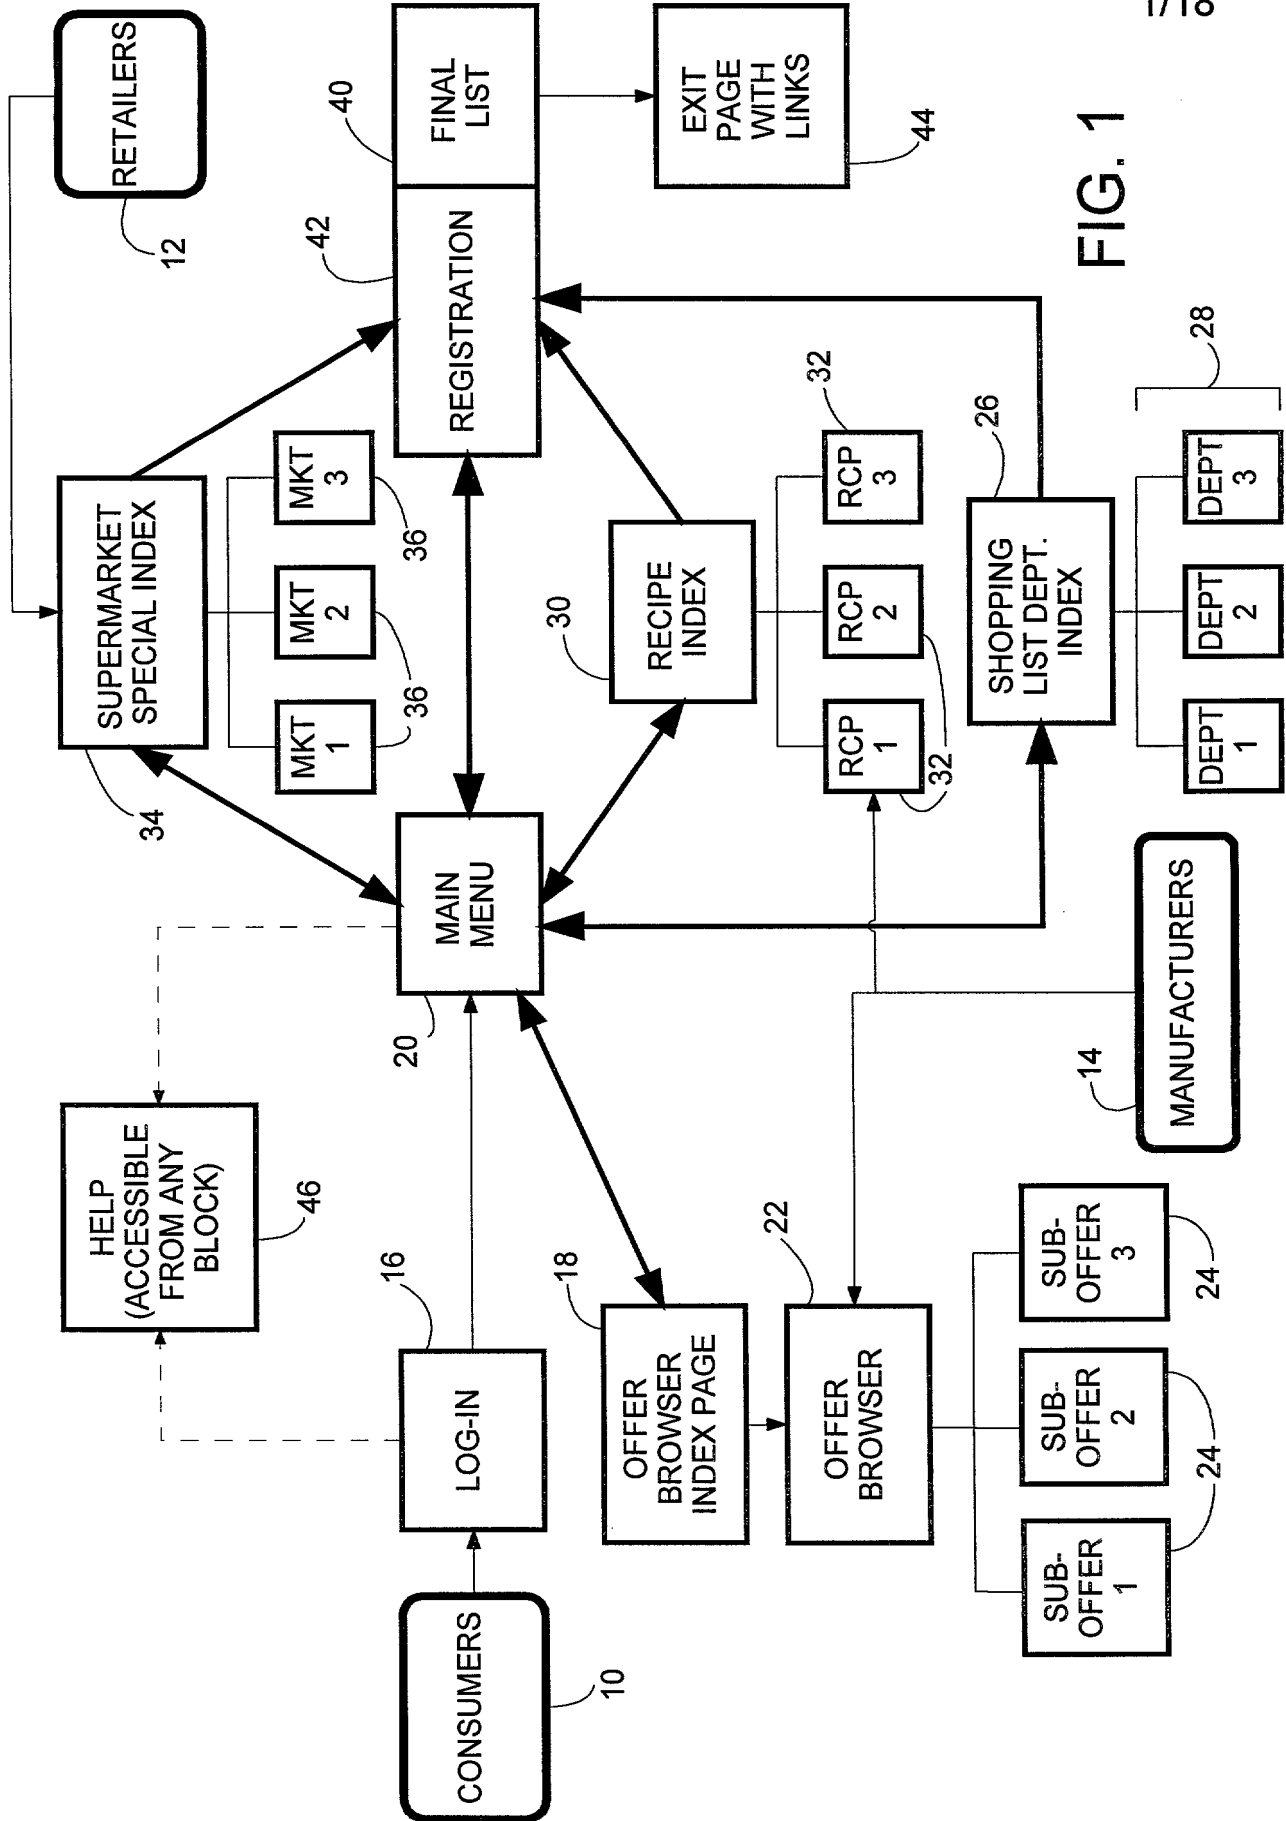 1/18
RETAILERS
12
SUPERMARKET
SPECIAL INDEX
34
MKT
1
MKT
2
MKT
3
36
36
HELP
(ACCESSIBLE
FROM ANY
BLOCK)
46
CONSUMERS
10
LOG-IN
16
MAIN
MENU
20
REGISTRATION
42
FINAL
LIST
40
EXIT
PAGE
WITH
LINKS
44
OFFER
BROWSER
INDEX PAGE
18
RECIPE
INDEX
30
OFFER
BROWSER
22
RCP
1
RCP
2
RCP
3
32
32
SUB-
OFFER
1
SUB-
OFFER
2
SUB-
OFFER
3
24
24
SHOPPING
LIST DEPT.
INDEX
26
DEPT
1
DEPT
2
DEPT
3
28
MANUFACTURERS
14
FIG. 1